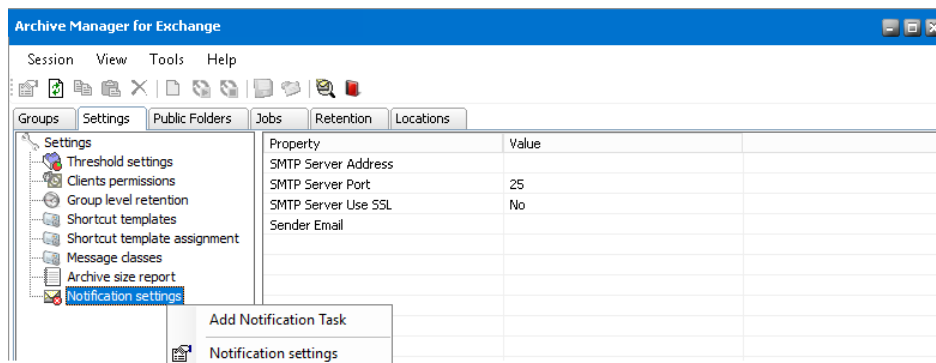 Archive Manager for Exchange
Session View Tools Help
Groups Settings Public Folders Jobs Retention Locations
Settings
Threshold settings
Clients permissions
Group level retention
Shortcut templates
Shortcut template assignment
Message classes
Archive size report
Notification settings
Property Value
SMTP Server Address
SMTP Server Port 25
SMTP Server Use SSL No
Sender Email
Add Notification Task
Notification settings